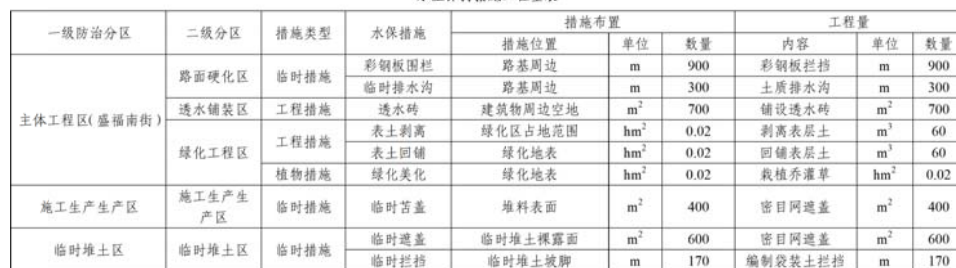 一级防治分区 二级分区 措施类型 水保措施 措施布置 工程量
措施位置 单位 数量 内容 单位 数量
主体工程区(盛福南街) 路面硬化区 临时措施 彩钢板围栏 路基周边 m 900 彩钢板拦挡 m 900
临时排水沟 路基周边 m 300 土质排水沟 m 300
透水铺装区 工程措施 透水砖 建筑物周边空地 m² 700 铺设透水砖 m² 700
绿化工程区 工程措施 表土剥离 绿化区占地范围 hm² 0.02 剥离表层土 m³ 60
表土回铺 绿化地表 hm² 0.02 回铺表层土 m³ 60
植物措施 绿化美化 绿化地表 hm² 0.02 栽植乔灌草 hm² 0.02
施工生产生产区 施工生产生产区 临时措施 临时苫盖 堆料表面 m² 400 密目网遮盖 m² 400
临时堆土区 临时堆土区 临时措施 临时遮盖 临时堆土裸露面 m² 600 密目网遮盖 m² 600
临时拦挡 临时堆土坡脚 m 170 编制袋装土拦挡 m 170